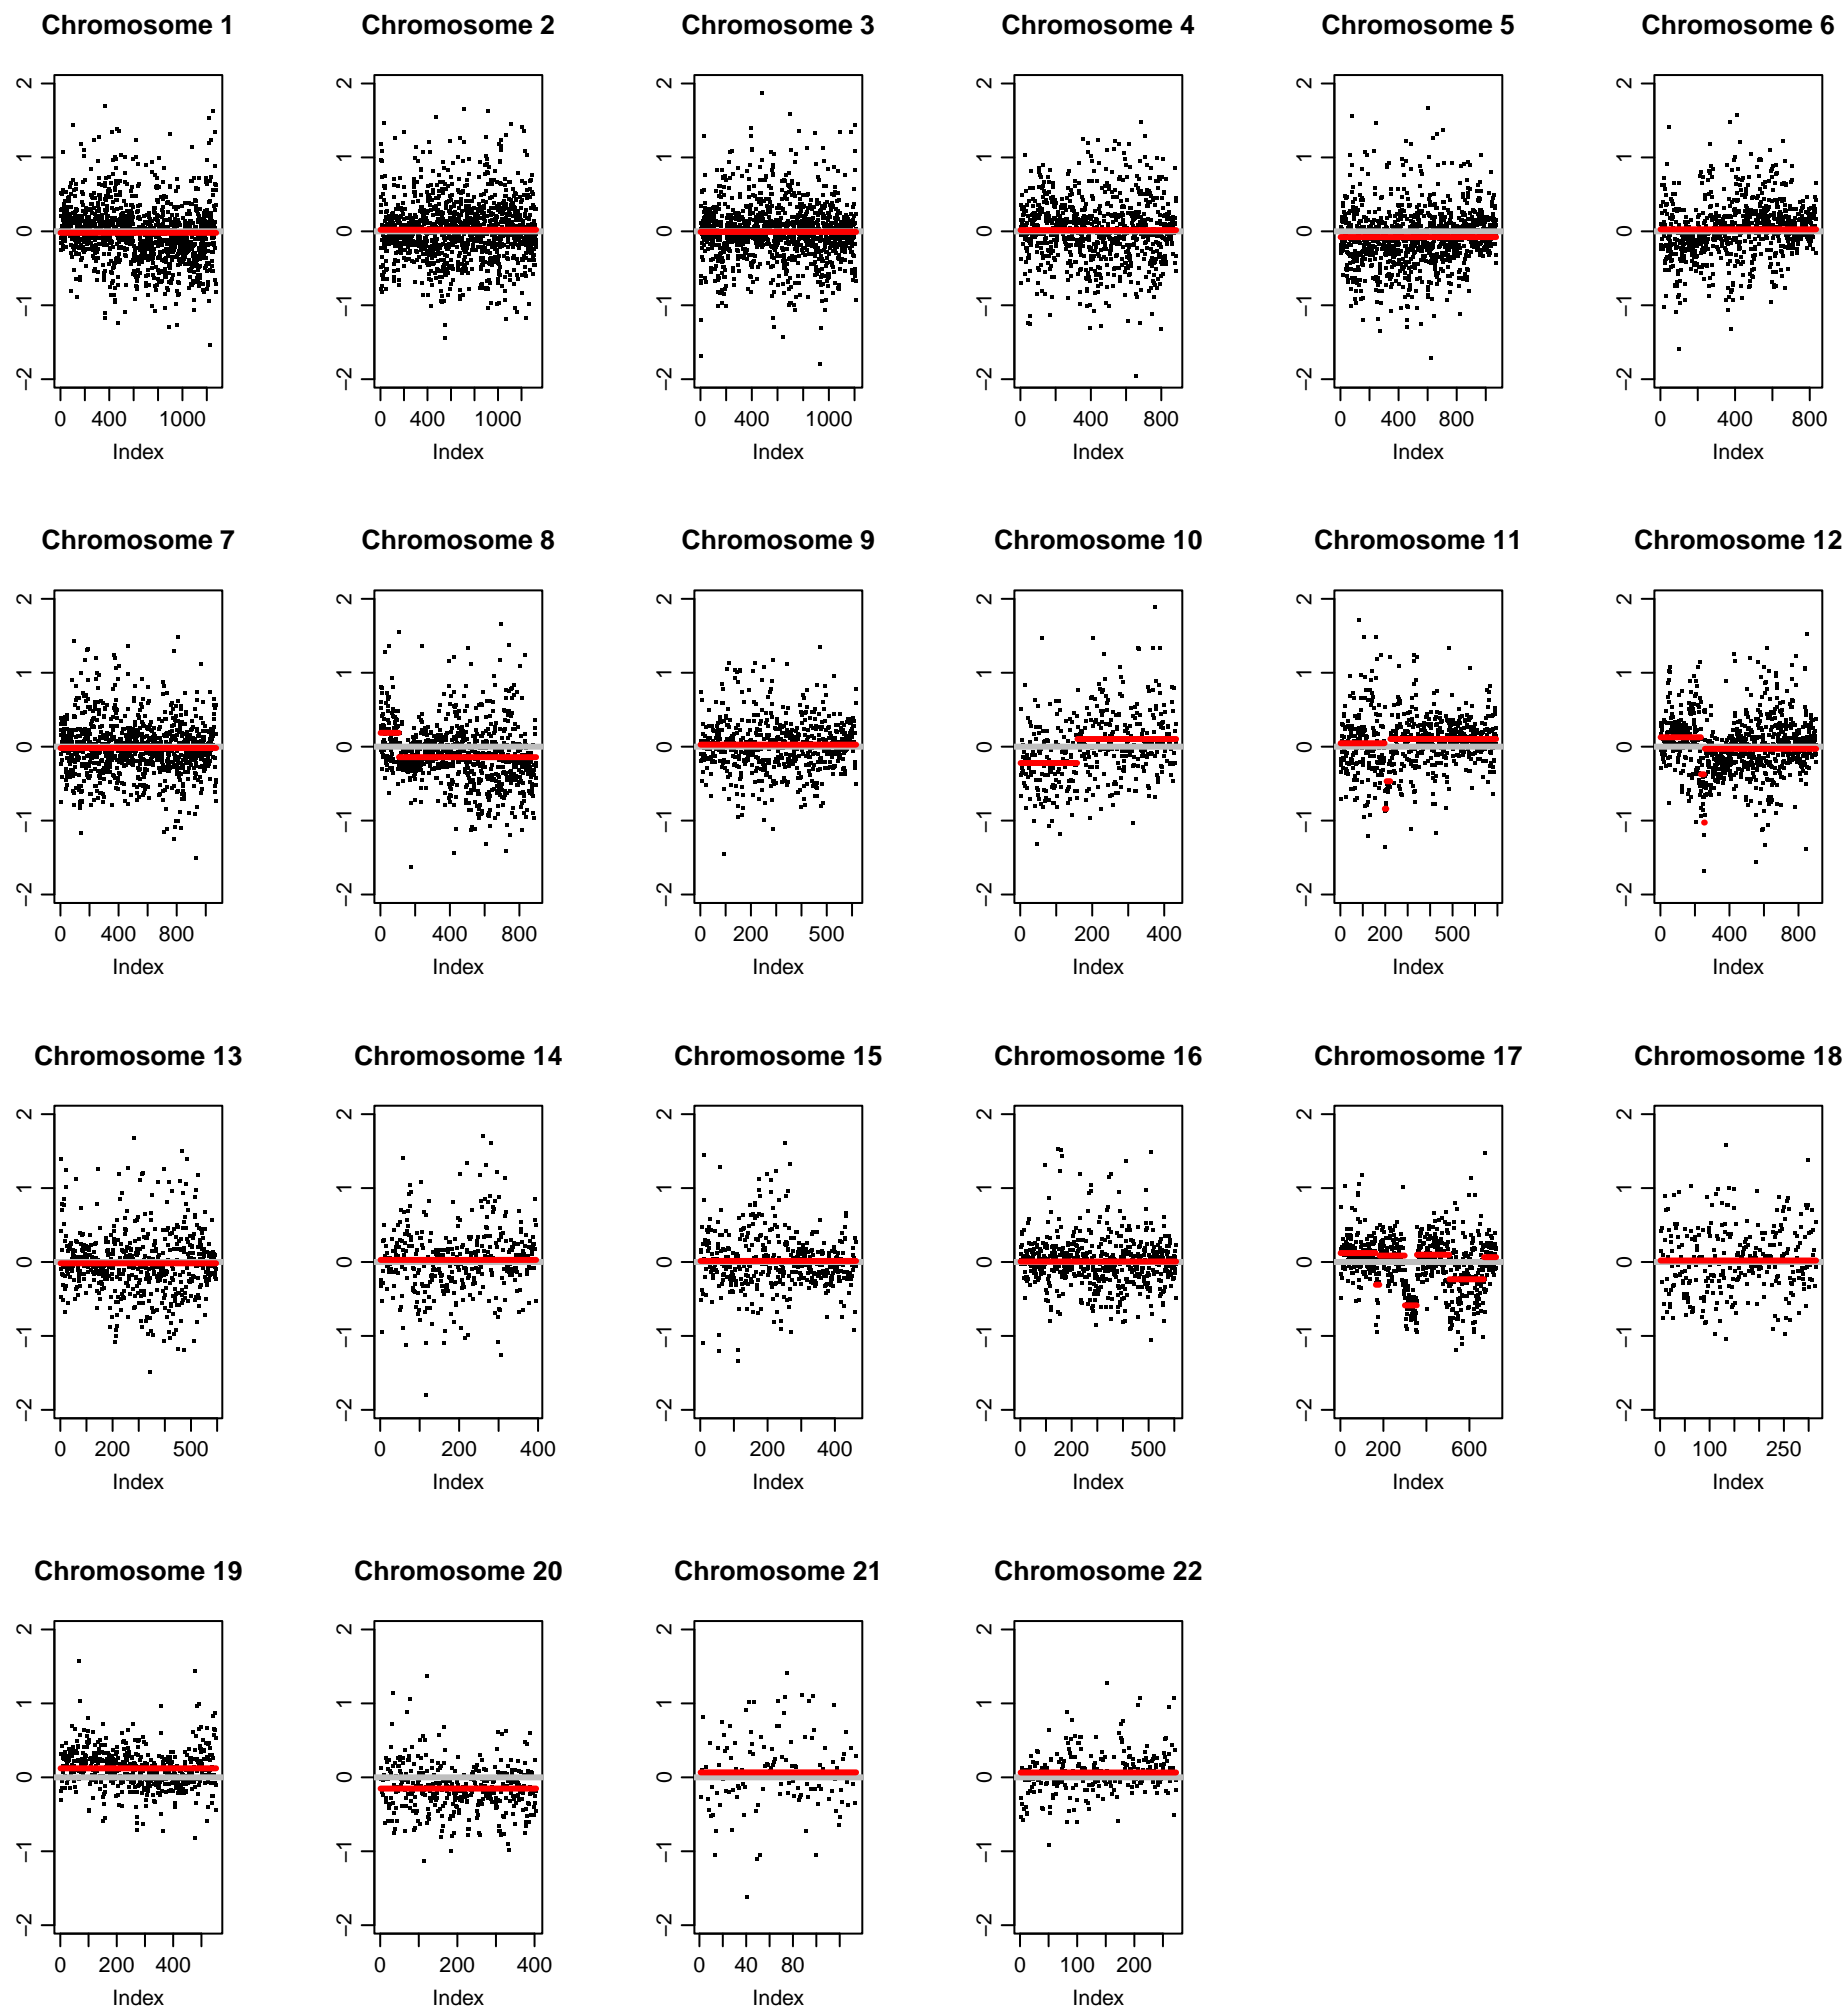 Chromosome 1 Chromosome 2 Chromosome 3 Chromosome 4 Chromosome 5 Chromosome 6
2 2 2 2 2 2
1 1 1 1 1 1
0 0 0 0 0 0
−1 −1 −1 −1 −1 −1
−2 −2 −2 −2 −2 −2
0 400 1000 0 400 1000 0 400 1000 0 400 800 0 400 800 0 400 800
Index Index Index Index Index Index
Chromosome 7 Chromosome 8 Chromosome 9 Chromosome 10 Chromosome 11 Chromosome 12
2 2 2 2 2 2
1 1 1 1 1 1
0 0 0 0 0 0
−1 −1 −1 −1 −1 −1
−2 −2 −2 −2 −2 −2
0 400 800 0 400 800 0 200 500 0 200 400 0 200 500 0 400 800
Index Index Index Index Index Index
Chromosome 13 Chromosome 14 Chromosome 15 Chromosome 16 Chromosome 17 Chromosome 18
2 2 2 2 2 2
1 1 1 1 1 1
0 0 0 0 0 0
−1 −1 −1 −1 −1 −1
−2 −2 −2 −2 −2 −2
0 200 500 0 200 400 0 200 400 0 200 500 0 200 600 0 100 250
Index Index Index Index Index Index
Chromosome 19 Chromosome 20 Chromosome 21 Chromosome 22
2 2 2 2
1 1 1 1
0 0 0 0
−1 −1 −1 −1
−2 −2 −2 −2
0 200 400 0 200 400 0 40 80 0 100 200
Index Index Index Index